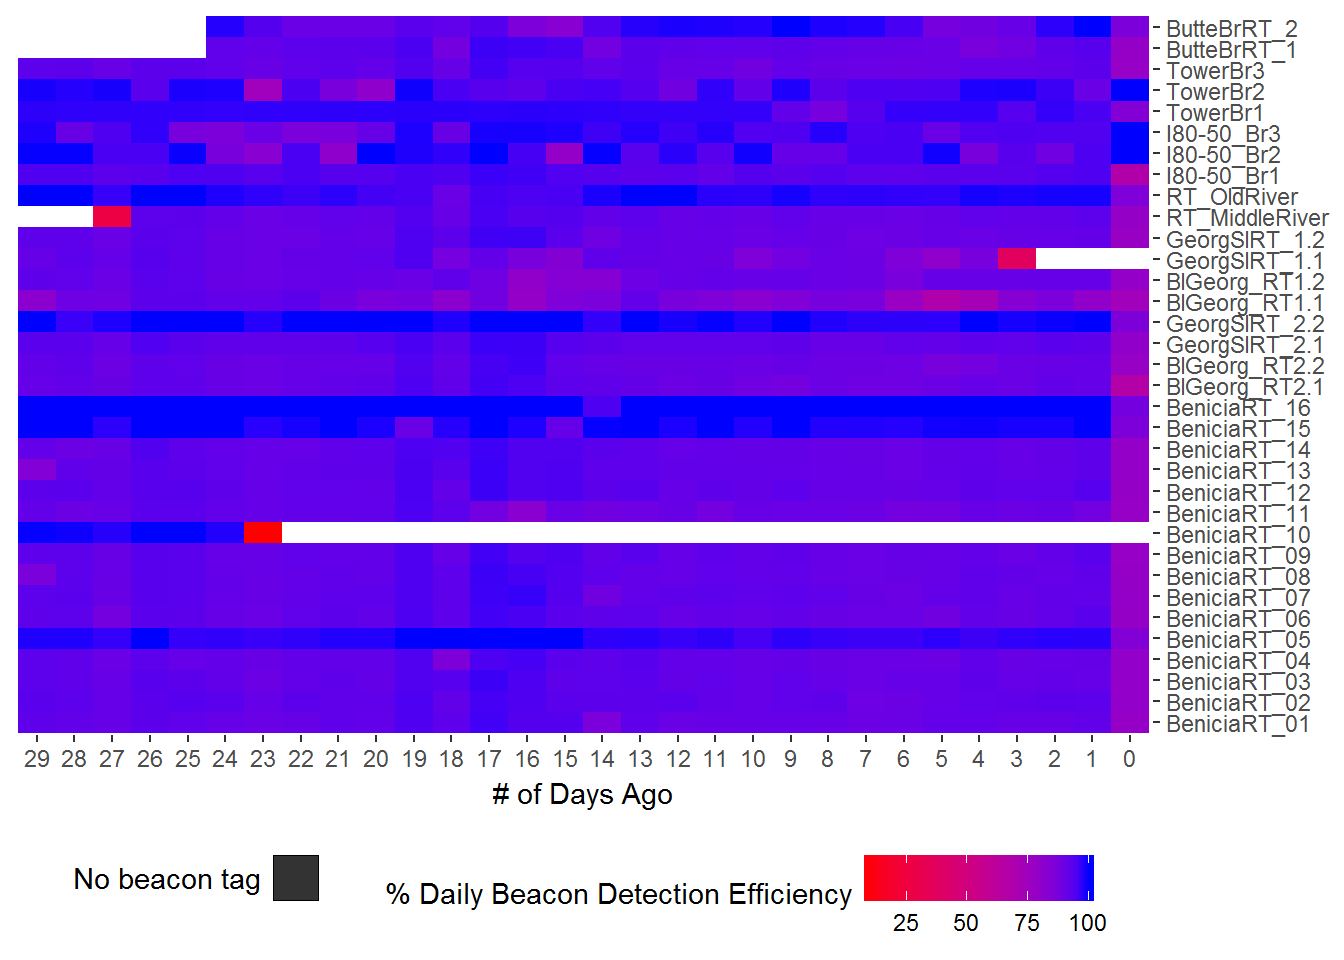 ButteBrRT_2
ButteBrRT_1
TowerBr3
TowerBr2
TowerBr1
I80-50_Br3
I80-50_Br2
I80-50_Br1
RT_OldRiver
RT_MiddleRiver
GeorgSlRT_1.2
GeorgSlRT_1.1
BlGeorg_RT1.2
BlGeorg_RT1.1
GeorgSlRT_2.2
GeorgSlRT_2.1
BlGeorg_RT2.2
BlGeorg_RT2.1
BeniciaRT_16
BeniciaRT_15
BeniciaRT_14
BeniciaRT_13
BeniciaRT_12
BeniciaRT_11
BeniciaRT_10
BeniciaRT_09
BeniciaRT_08
BeniciaRT_07
BeniciaRT_06
BeniciaRT_05
BeniciaRT_04
BeniciaRT_03
BeniciaRT_02
BeniciaRT_01
29 28 27 26 25 24 23 22 21 20 19 18 17 16 15 14 13 12 11 10 9 8 7 6 5 4 3 2 1 0
# of Days Ago
No beacon tag
% Daily Beacon Detection Efficiency
25 50 75 100